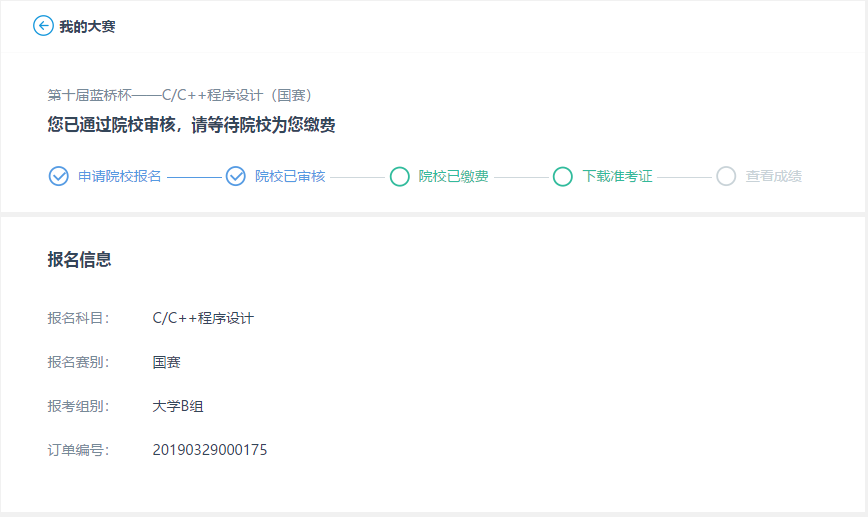 我的大赛
第十届蓝桥杯——C/C++程序设计（国赛）
您已通过院校审核，请等待院校为您缴费
申请院校报名 院校已审核 院校已缴费 下载准考证 查看成绩
报名信息
报名科目： C/C++程序设计
报名赛别： 国赛
报考组别： 大学B组
订单编号： 20190329000175